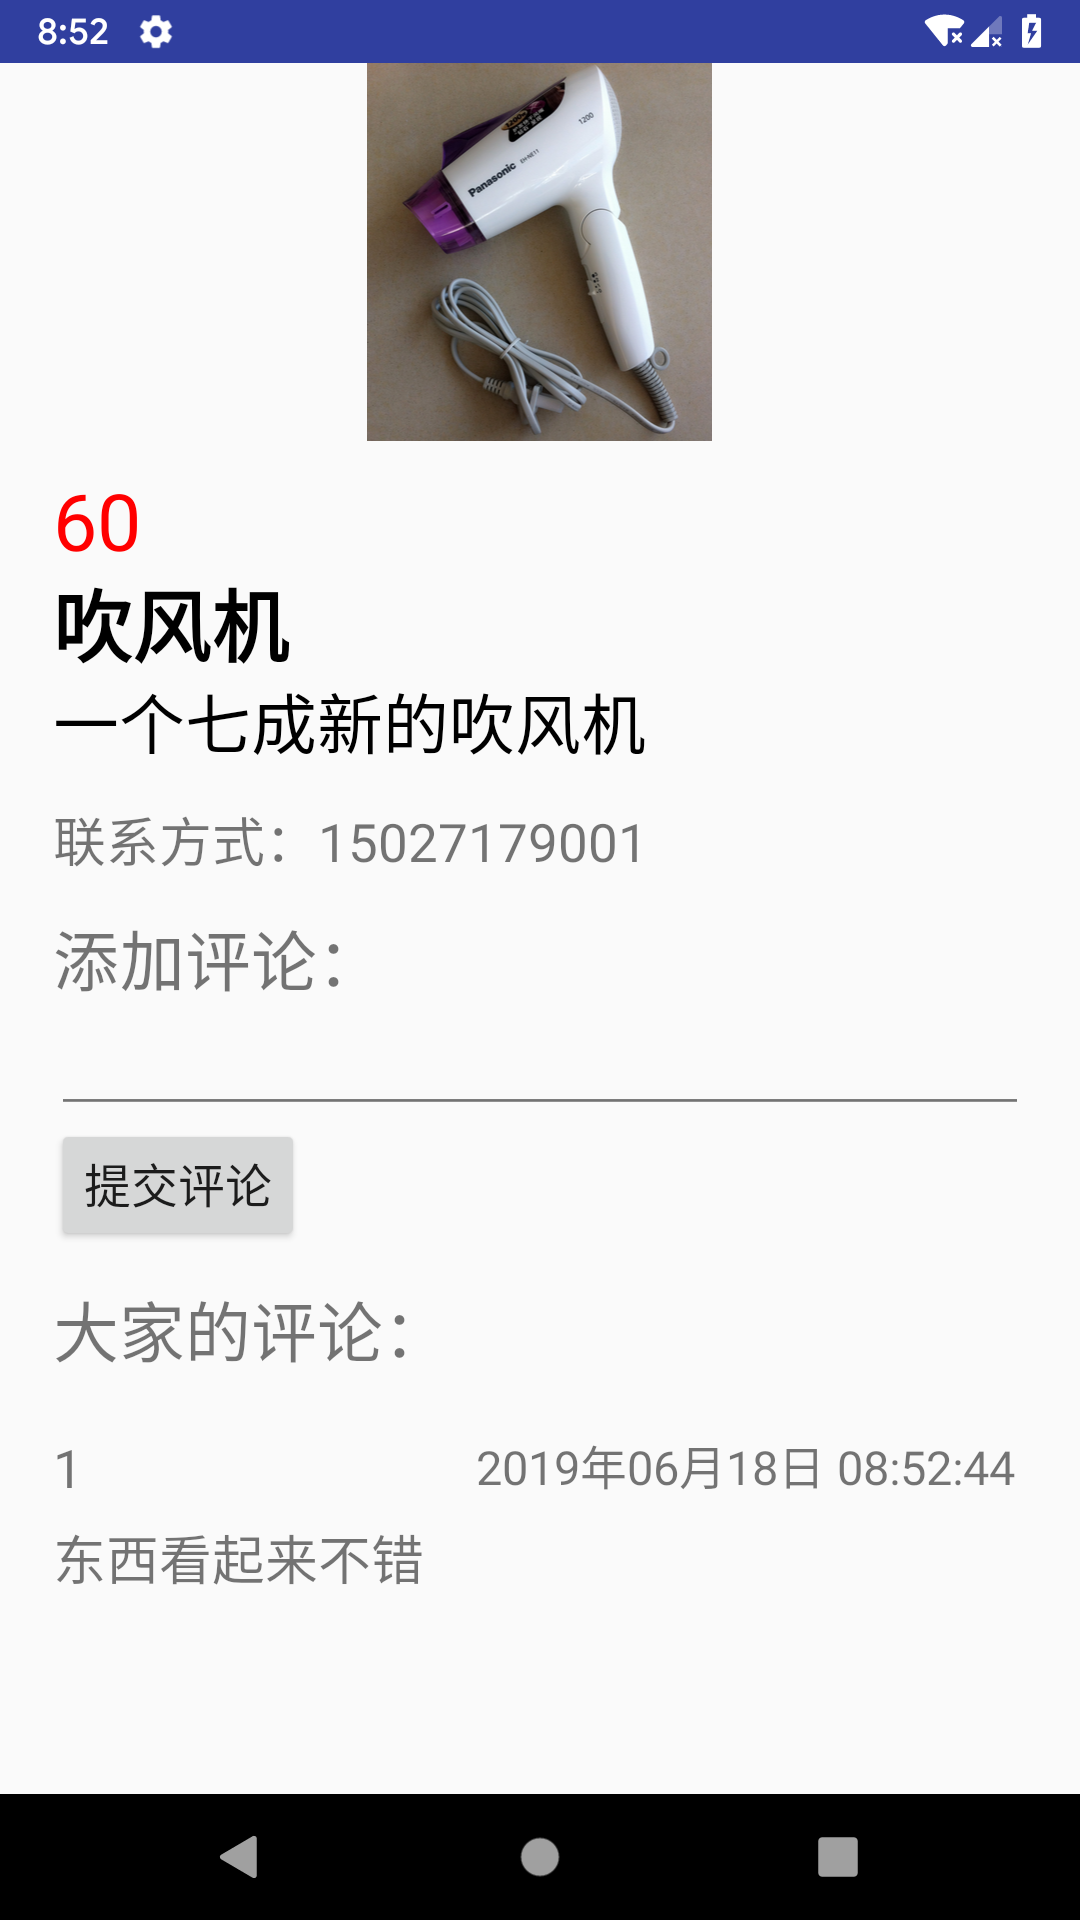 8:52
1200
Panasonic EH-NE11
60
吹风机
一个七成新的吹风机
联系方式：15027179001
添加评论：
提交评论
大家的评论：
1 2019年06月18日 08:52:44
东西看起来不错